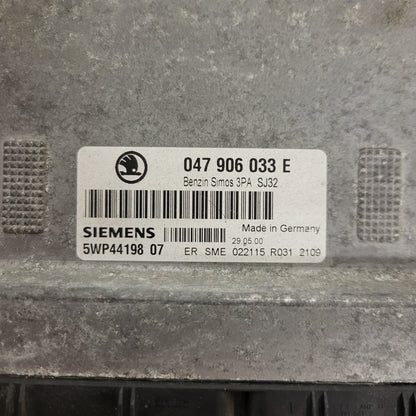 047 906 033 E
Benzin Simos 3PA SJ32
Made in Germany
SIEMENS 29.05.00
5WP44198 07 ER SME 022115 R031 2109